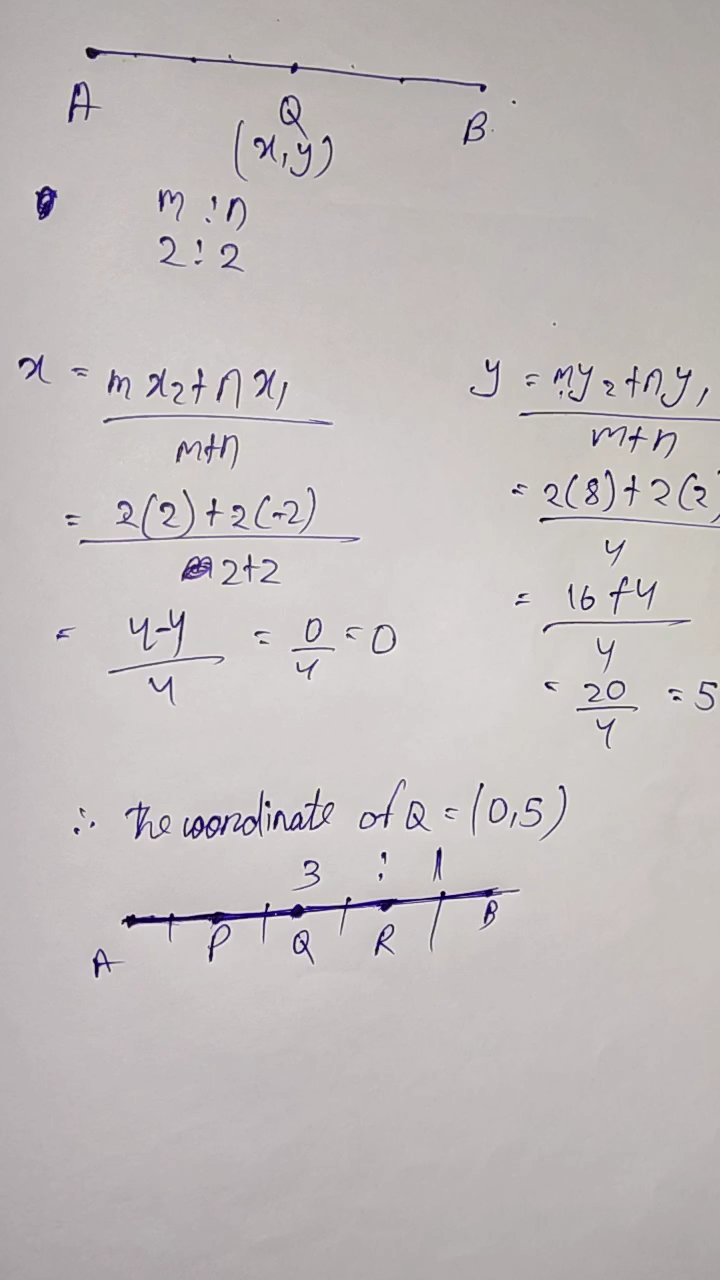 A Q B.
(x,y)
m : n
2 : 2
x = mx₂+nx₁
m+n
= 2(2)+2(-2)
2+2
= 4-4 = 0 = 0
4 4
y = my₂+ny₁
m+n
= 2(8)+2(2)
4
= 16+4
4
= 20 = 5
4
∴ The coordinate of Q = (0,5)
3 : 1
A P Q R B